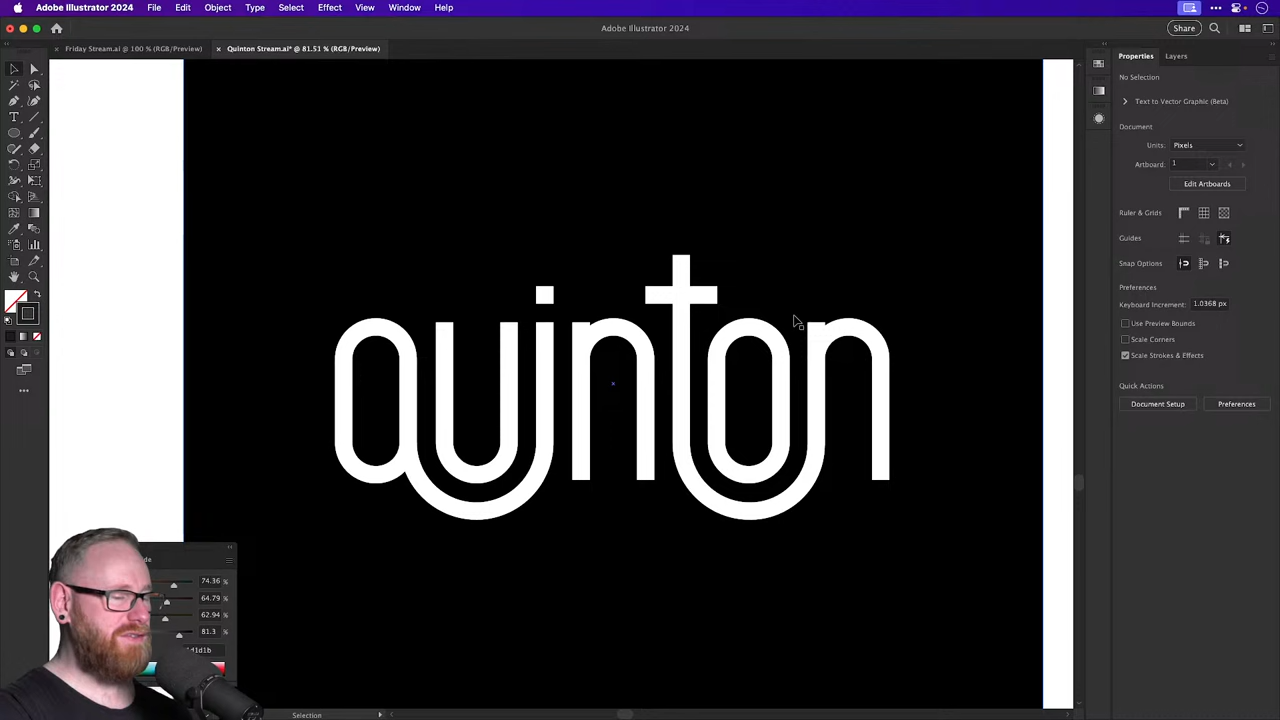 Adobe Illustrator 2024 File Edit Object Type Select Effect View Window Help
Adobe Illustrator 2024
Share
Friday Stream.ai @ 100 % (RGB/Preview)
Quinton Stream.ai* @ 81.51 % (RGB/Preview)
Properties Layers
No Selection
Text to Vector Graphic (Beta)
Document
Units: Pixels
Artboard: 1
Edit Artboards
Ruler & Grids
Guides
Snap Options
Preferences
Keyboard Increment: 1.0368 px
Use Preview Bounds
Scale Corners
Scale Strokes & Effects
Quick Actions
Document Setup Preferences
quinton
74.36 %
64.79 %
62.94 %
81.3 %
1d1d1b
Selection